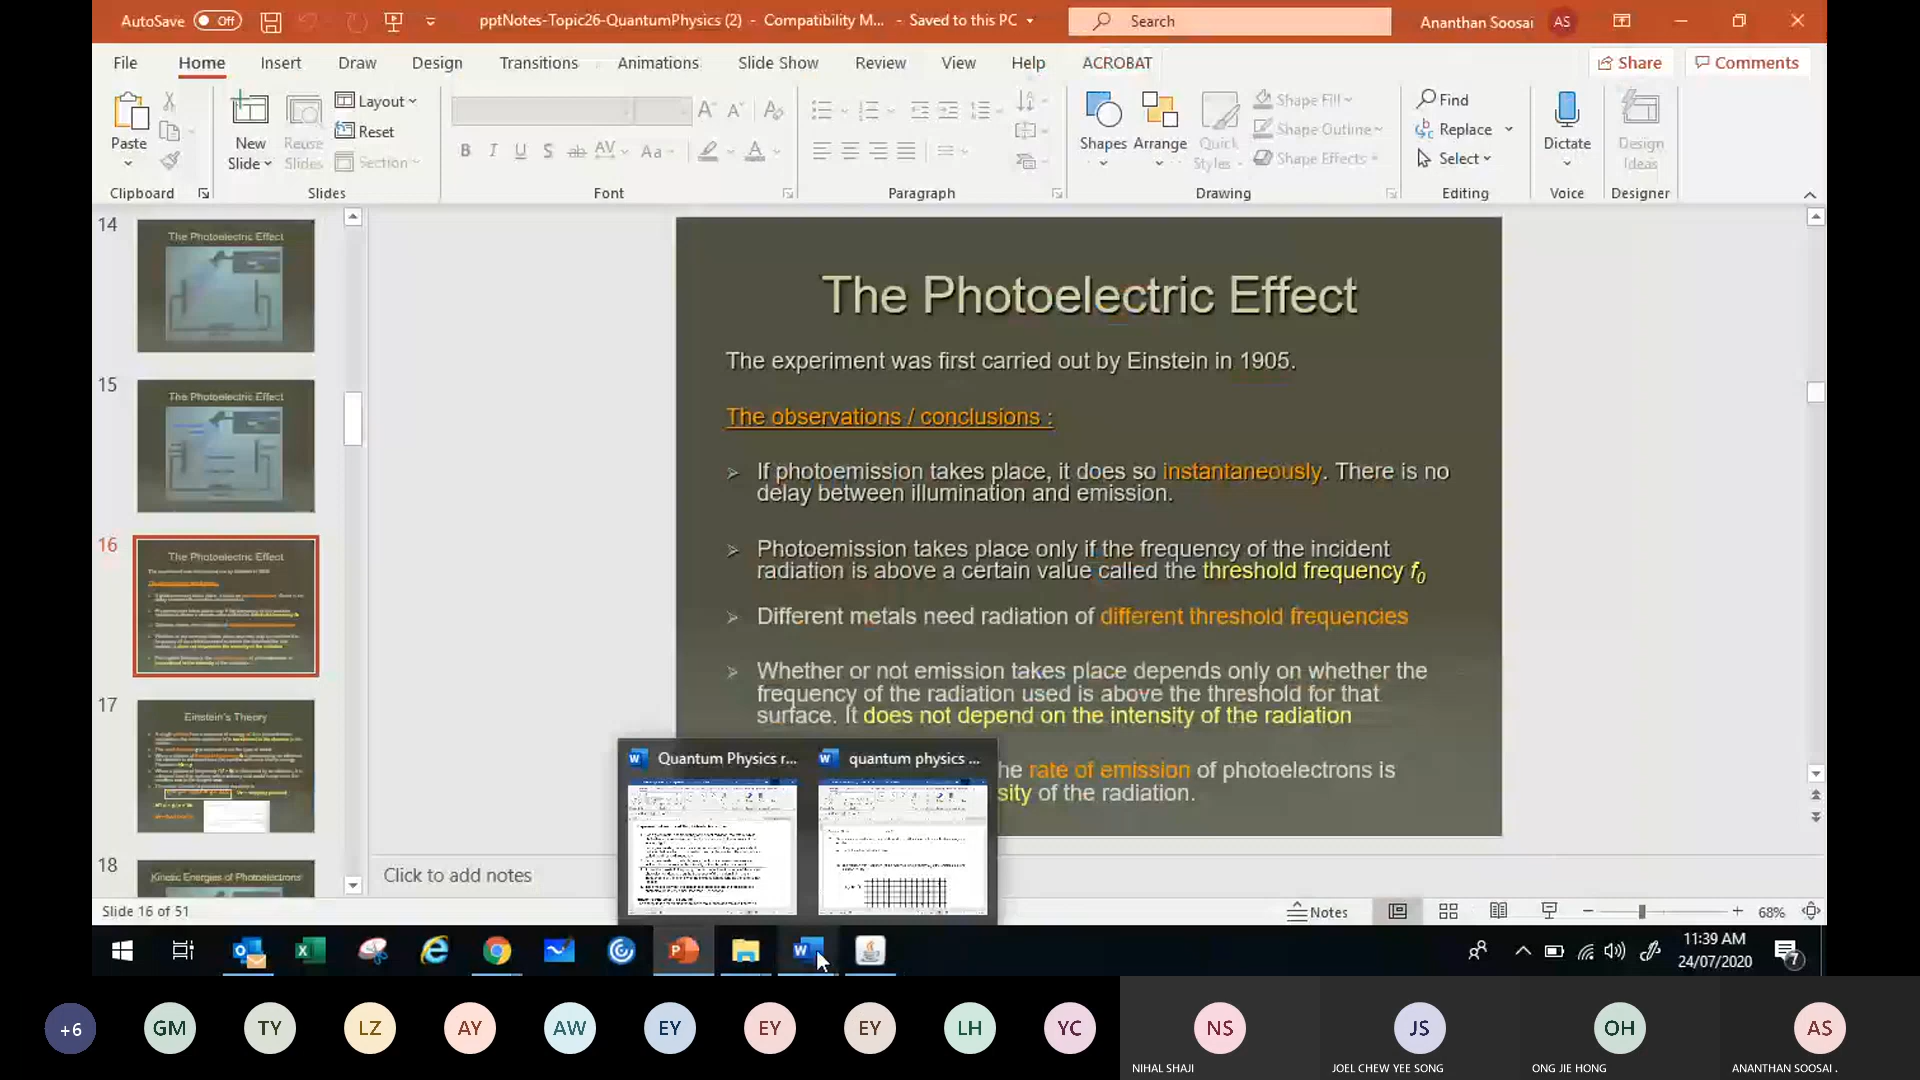 AutoSave Off
pptNotes-Topic26-QuantumPhysics (2) - Compatibility M... - Saved to this PC
Search
Ananthan Soosai AS
File Home Insert Draw Design Transitions Animations Slide Show Review View Help ACROBAT
Share Comments
Paste
New Slide
Reuse Slides
Layout
Reset
Section
B I U S ab AV Aa A
Shapes
Arrange
Quick Styles
Shape Fill
Shape Outline
Shape Effects
Find
Replace
Select
Dictate
Design Ideas
Clipboard Slides Font Paragraph Drawing Editing Voice Designer
14
The Photoelectric Effect
15
The Photoelectric Effect
16
The Photoelectric Effect
17
Einstein's Theory
18
Kinetic Energies of Photoelectrons
The Photoelectric Effect
The experiment was first carried out by Einstein in 1905.
The observations / conclusions :
If photoemission takes place, it does so instantaneously. There is no
delay between illumination and emission.
Photoemission takes place only if the frequency of the incident
radiation is above a certain value called the threshold frequency f0
Different metals need radiation of different threshold frequencies
Whether or not emission takes place depends only on whether the
frequency of the radiation used is above the threshold for that
surface. It does not depend on the intensity of the radiation
he rate of emission of photoelectrons is
sity of the radiation.
Quantum Physics r...
quantum physics ...
Click to add notes
Slide 16 of 51
Notes
68%
11:39 AM
24/07/2020
7
+6 GM TY LZ AY AW EY EY EY LH YC NS JS OH AS
NIHAL SHAJI
JOEL CHEW YEE SONG
ONG JIE HONG
ANANTHAN SOOSAI .